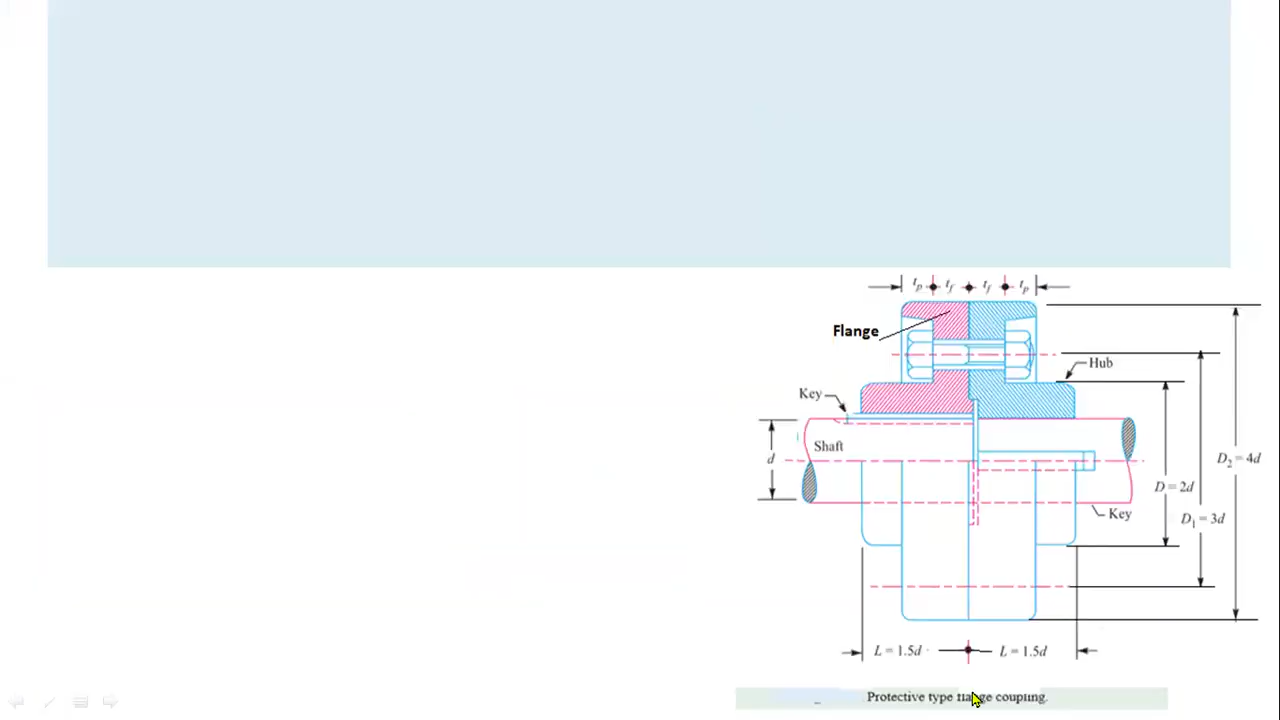 tp tf tf tp
Flange
Hub
Key
Shaft
d
D2 = 4d
D = 2d
Key
D1 = 3d
L = 1.5d
L = 1.5d
Protective type flange coupling.